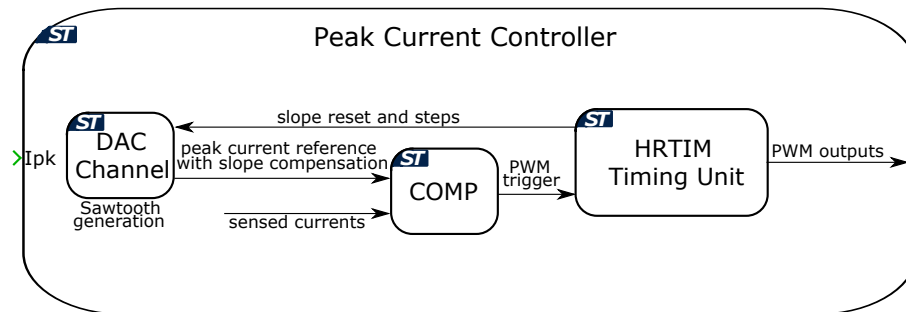 ST
Peak Current Controller
ST
ST
slope reset and steps
DAC
Channel
Ipk
peak current reference
with slope compensation
ST
HRTIM
Timing Unit
PWM outputs
PWM
trigger
COMP
Sawtooth
generation
sensed currents